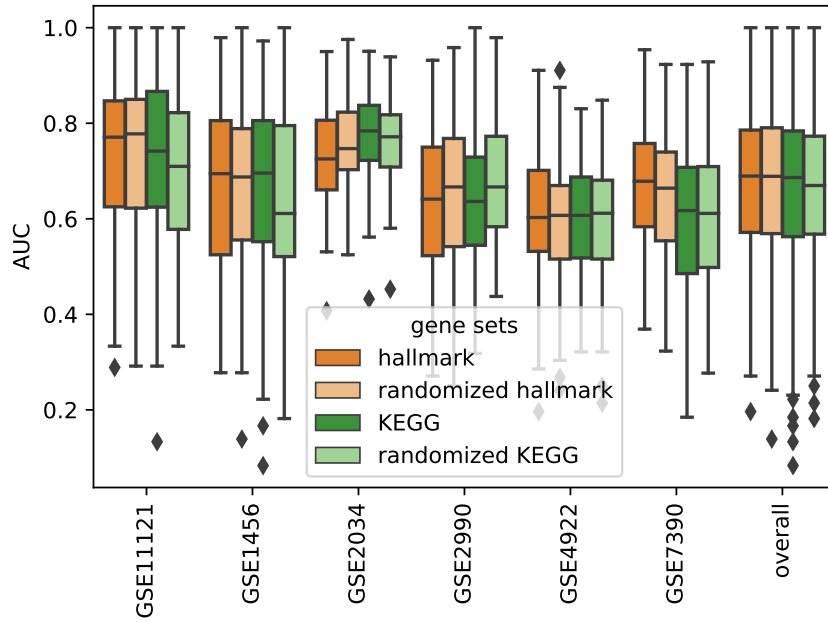 1.0
0.8
0.6
0.4
0.2
AUC
gene sets
hallmark
randomized hallmark
KEGG
randomized KEGG
GSE11121
GSE1456
GSE2034
GSE2990
GSE4922
GSE7390
overall